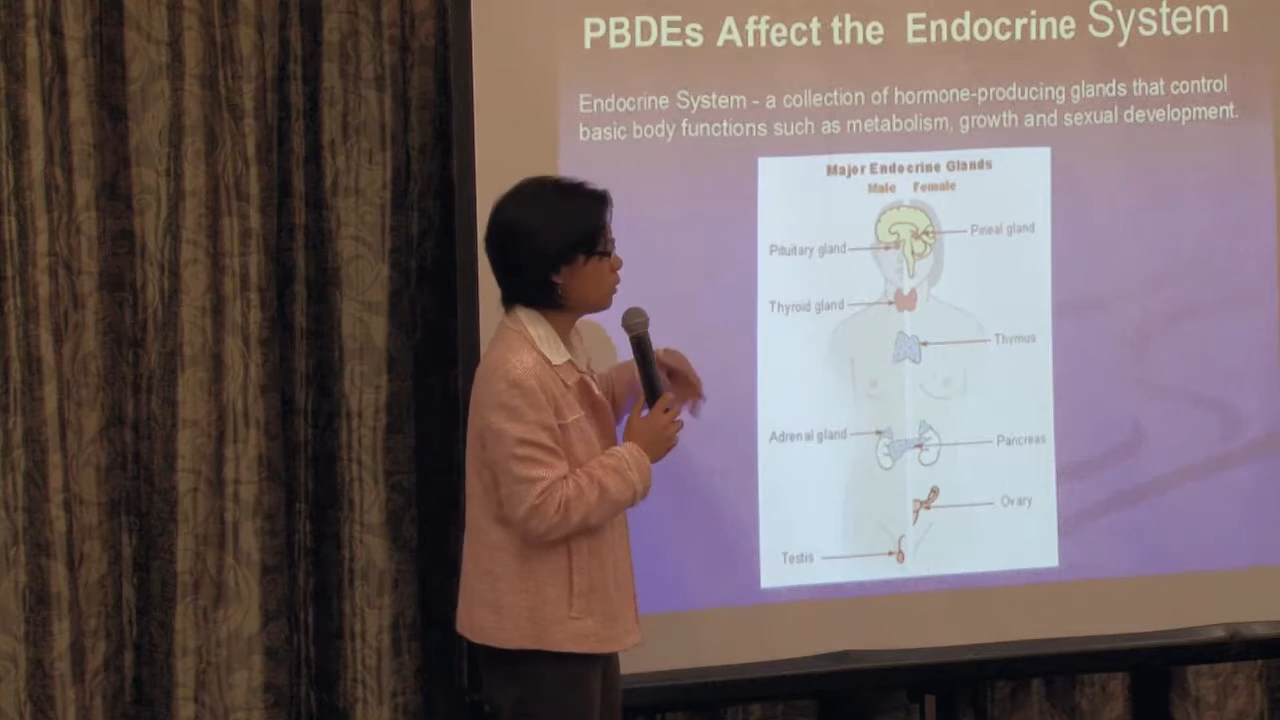 PBDEs Affect the Endocrine System
Endocrine System - a collection of hormone-producing glands that control
basic body functions such as metabolism, growth and sexual development.
Major Endocrine Glands
Male Female
Pituitary gland
Pineal gland
Thyroid gland
Thymus
Adrenal gland
Pancreas
Ovary
Testis